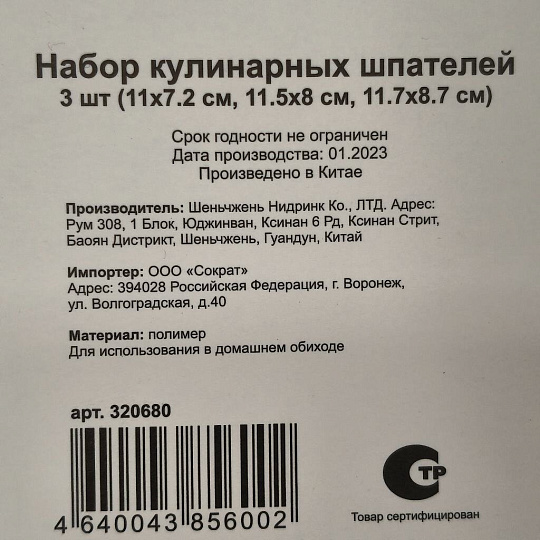 Набор кулинарных шпателей
3 шт (11х7.2 см, 11.5х8 см, 11.7х8.7 см)
Срок годности не ограничен
Дата производства: 01.2023
Произведено в Китае
Производитель: Шеньчжень Нидринк Ко., ЛТД. Адрес:
Рум 308, 1 Блок, Юджинван, Ксинан 6 Рд, Ксинан Стрит,
Баоян Дистрикт, Шеньчжень, Гуандун, Китай
Импортер: ООО «Сократ»
Адрес: 394028 Российская Федерация, г. Воронеж,
ул. Волгоградская, д.40
Материал: полимер
Для использования в домашнем обиходе
арт. 320680
4 640043 856002
СТР
Товар сертифицирован